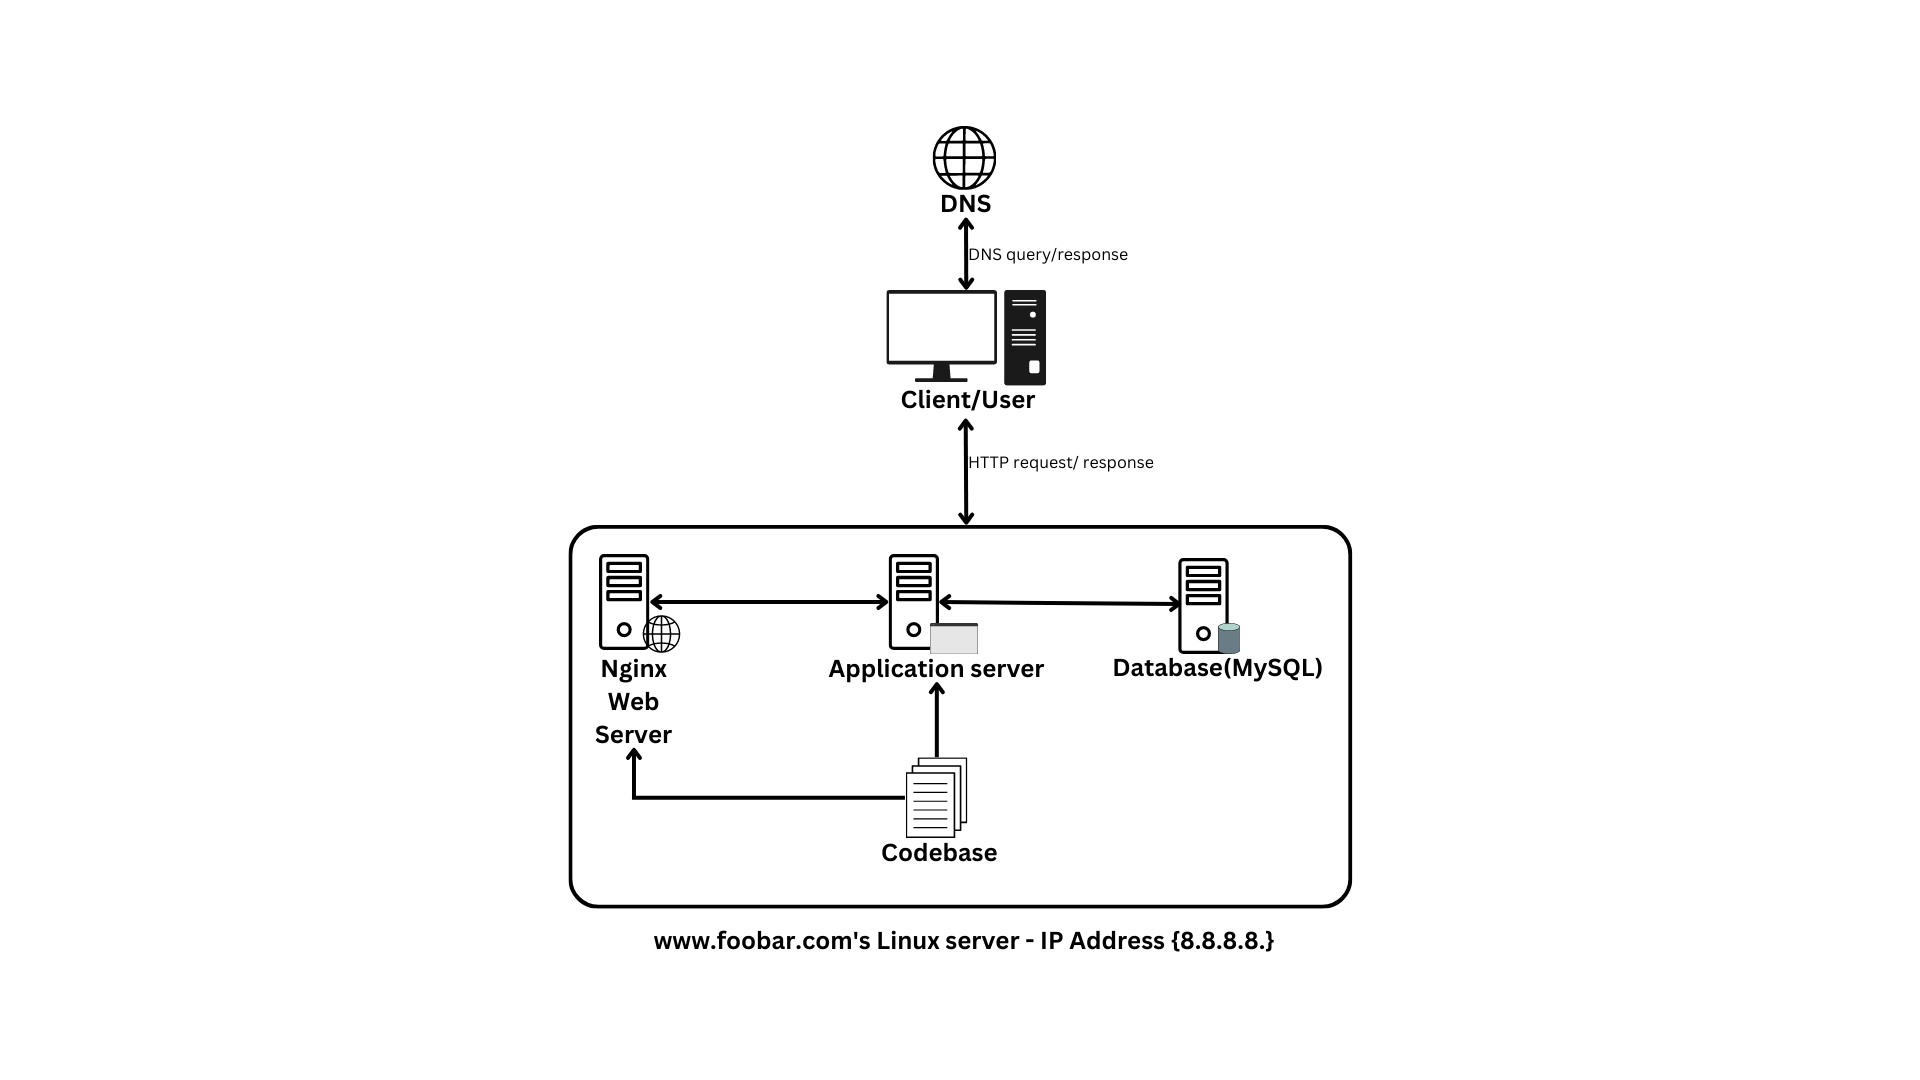 DNS
DNS query/response
Client/User
HTTP request/ response
Nginx
Web
Server
Application server
Database(MySQL)
Codebase
www.foobar.com's Linux server - IP Address {8.8.8.8.}